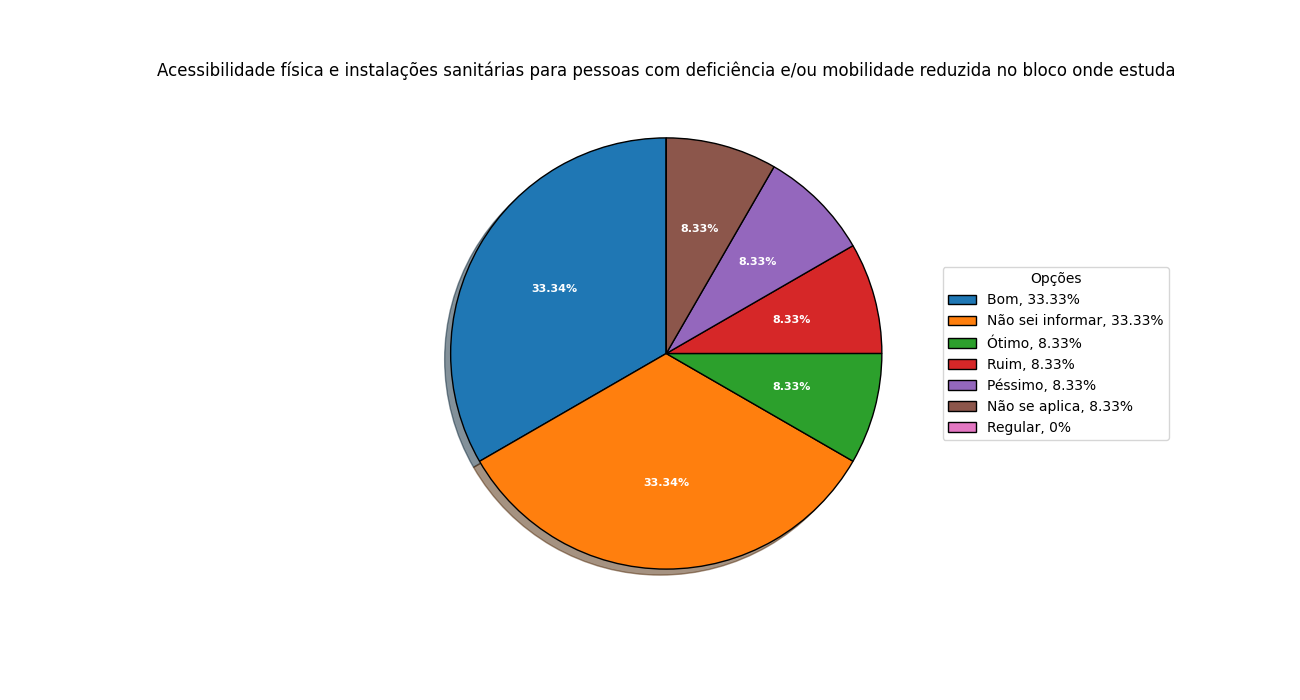 Acessibilidade física e instalações sanitárias para pessoas com deficiência e/ou mobilidade reduzida no bloco onde estuda
8.33%
8.33%
33.34%
8.33%
8.33%
33.34%
Opções
Bom, 33.33%
Não sei informar, 33.33%
Ótimo, 8.33%
Ruim, 8.33%
Péssimo, 8.33%
Não se aplica, 8.33%
Regular, 0%